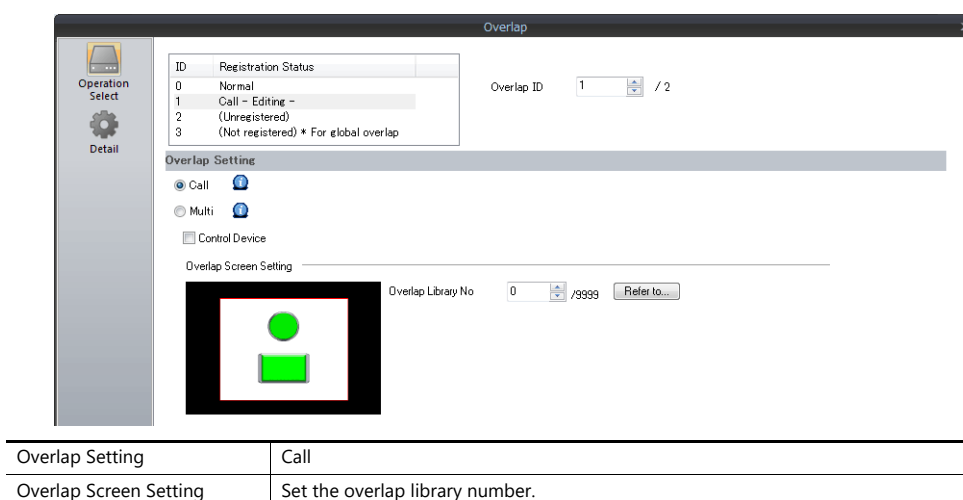 Overlap
Operation
Select
Detail
ID Registration Status
0 Normal
1 Call - Editing -
2 (Unregistered)
3 (Not registered) * For global overlap
Overlap ID 1 / 2
Overlap Setting
Call
Multi
Control Device
Overlap Screen Setting
Overlap Library No 0 /9999 Refer to...
Overlap Setting Call
Overlap Screen Setting Set the overlap library number.